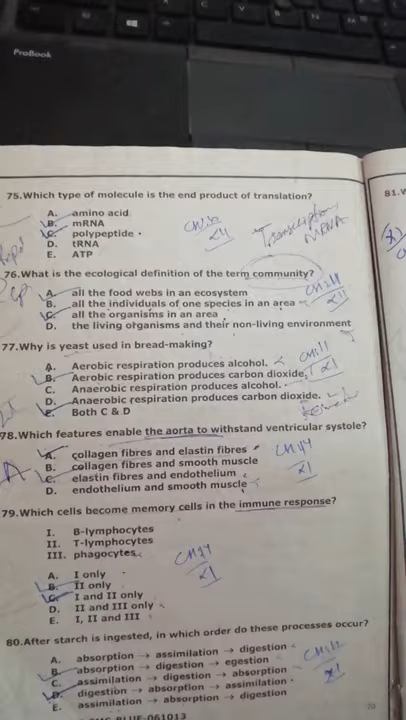 ProBook
75.Which type of molecule is the end product of translation?
A. amino acid
B. mRNA
C. polypeptide
D. tRNA
E. ATP
Transcription
mRNA
81.W
76.What is the ecological definition of the term community?
A. all the food webs in an ecosystem
B. all the individuals of one species in an area
C. all the organisms in an area
D. the living organisms and their non-living environment
77.Why is yeast used in bread-making?
A. Aerobic respiration produces alcohol.
B. Aerobic respiration produces carbon dioxide.
C. Anaerobic respiration produces alcohol.
D. Anaerobic respiration produces carbon dioxide.
E. Both C & D
78.Which features enable the aorta to withstand ventricular systole?
A. collagen fibres and elastin fibres
B. collagen fibres and smooth muscle
C. elastin fibres and endothelium
D. endothelium and smooth muscle
A
79.Which cells become memory cells in the immune response?
I. B-lymphocytes
II. T-lymphocytes
III. phagocytes
A. I only
B. II only
C. I and II only
D. II and III only
E. I, II and III
80.After starch is ingested, in which order do these processes occur?
A. absorption → assimilation → digestion
B. absorption → digestion → egestion
C. assimilation → digestion → absorption
D. digestion → absorption → assimilation
E. assimilation → absorption → digestion
BLUE-061013
20